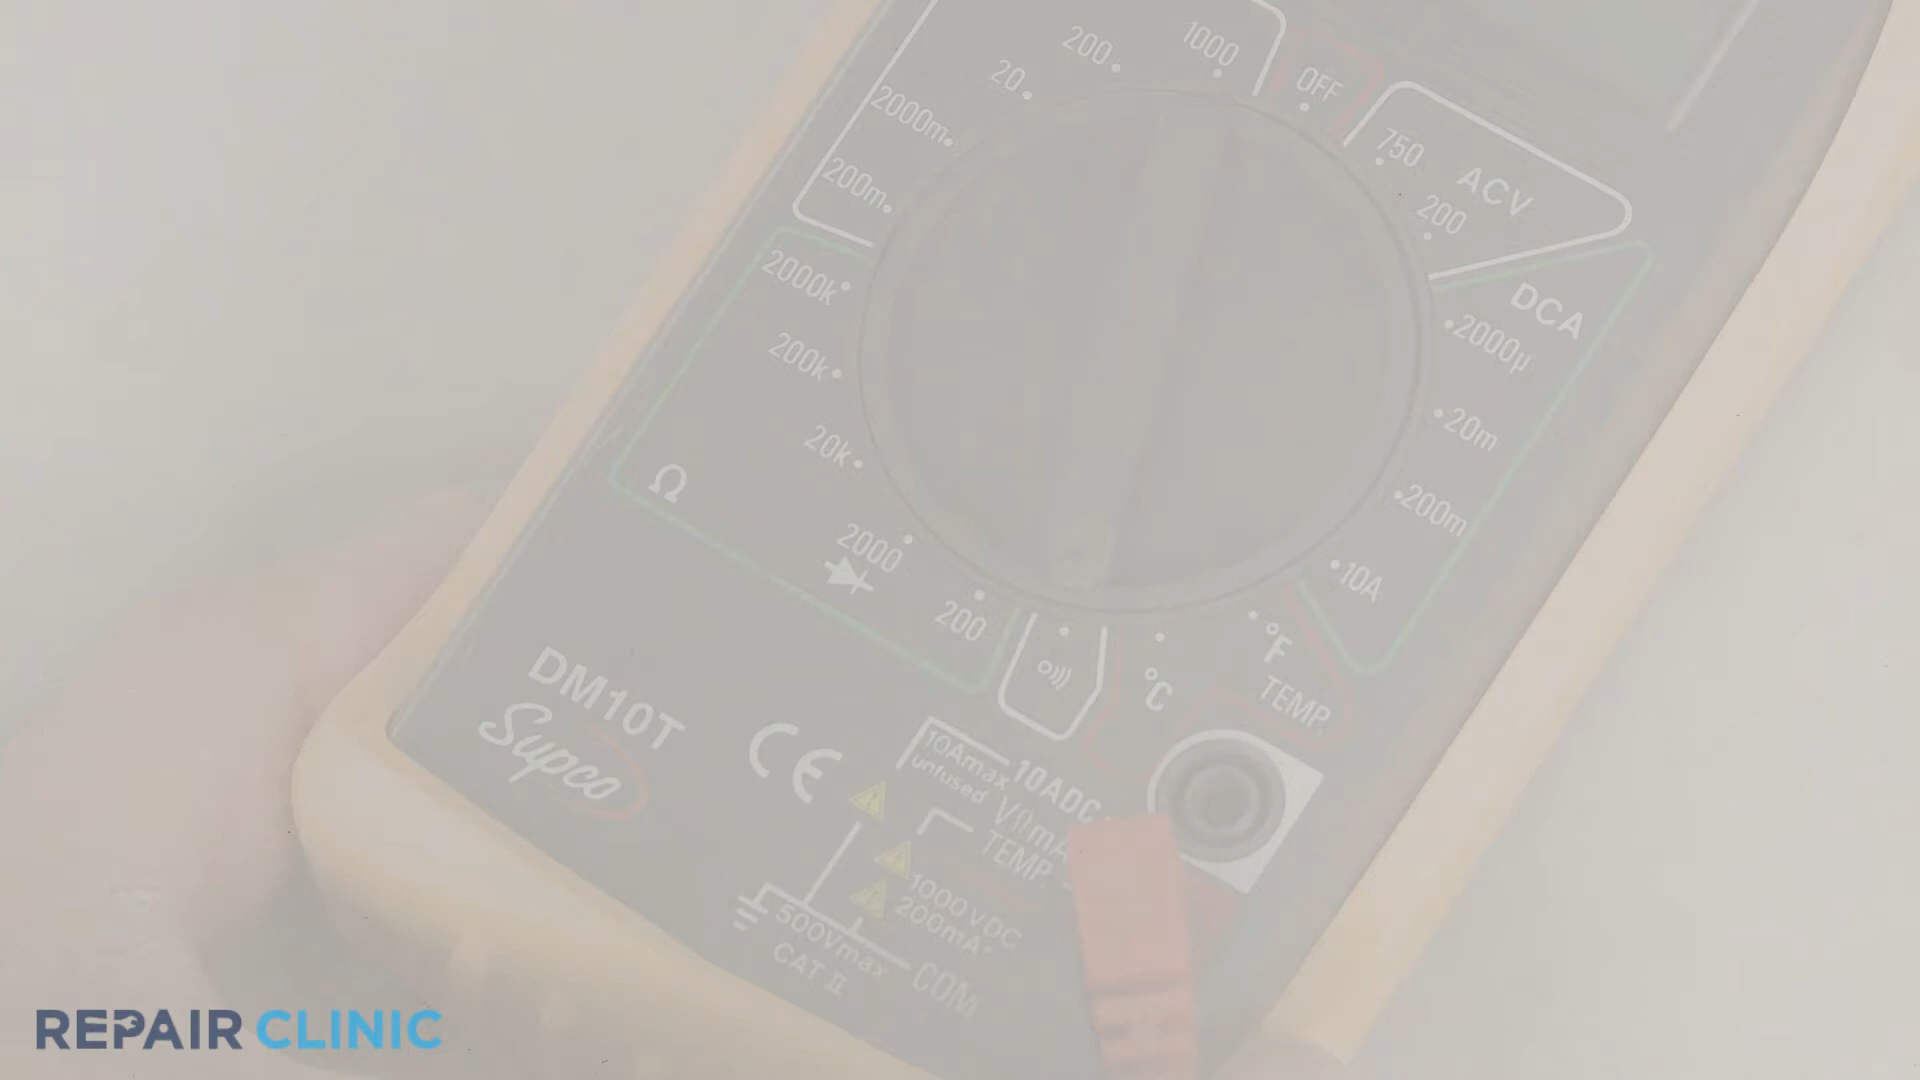 1000
200
20
2000m
200m
OFF
750
ACV
200
DCA
2000µ
20m
200m
10A
2000k
200k
20k
Ω
2000
200
°C
°F
TEMP
DM10T
Supco
CE
10Amax
unfused
10ADC
VΩmA
TEMP
1000VDC
200mA
500Vmax
CAT II
COM
REPAIR CLINIC